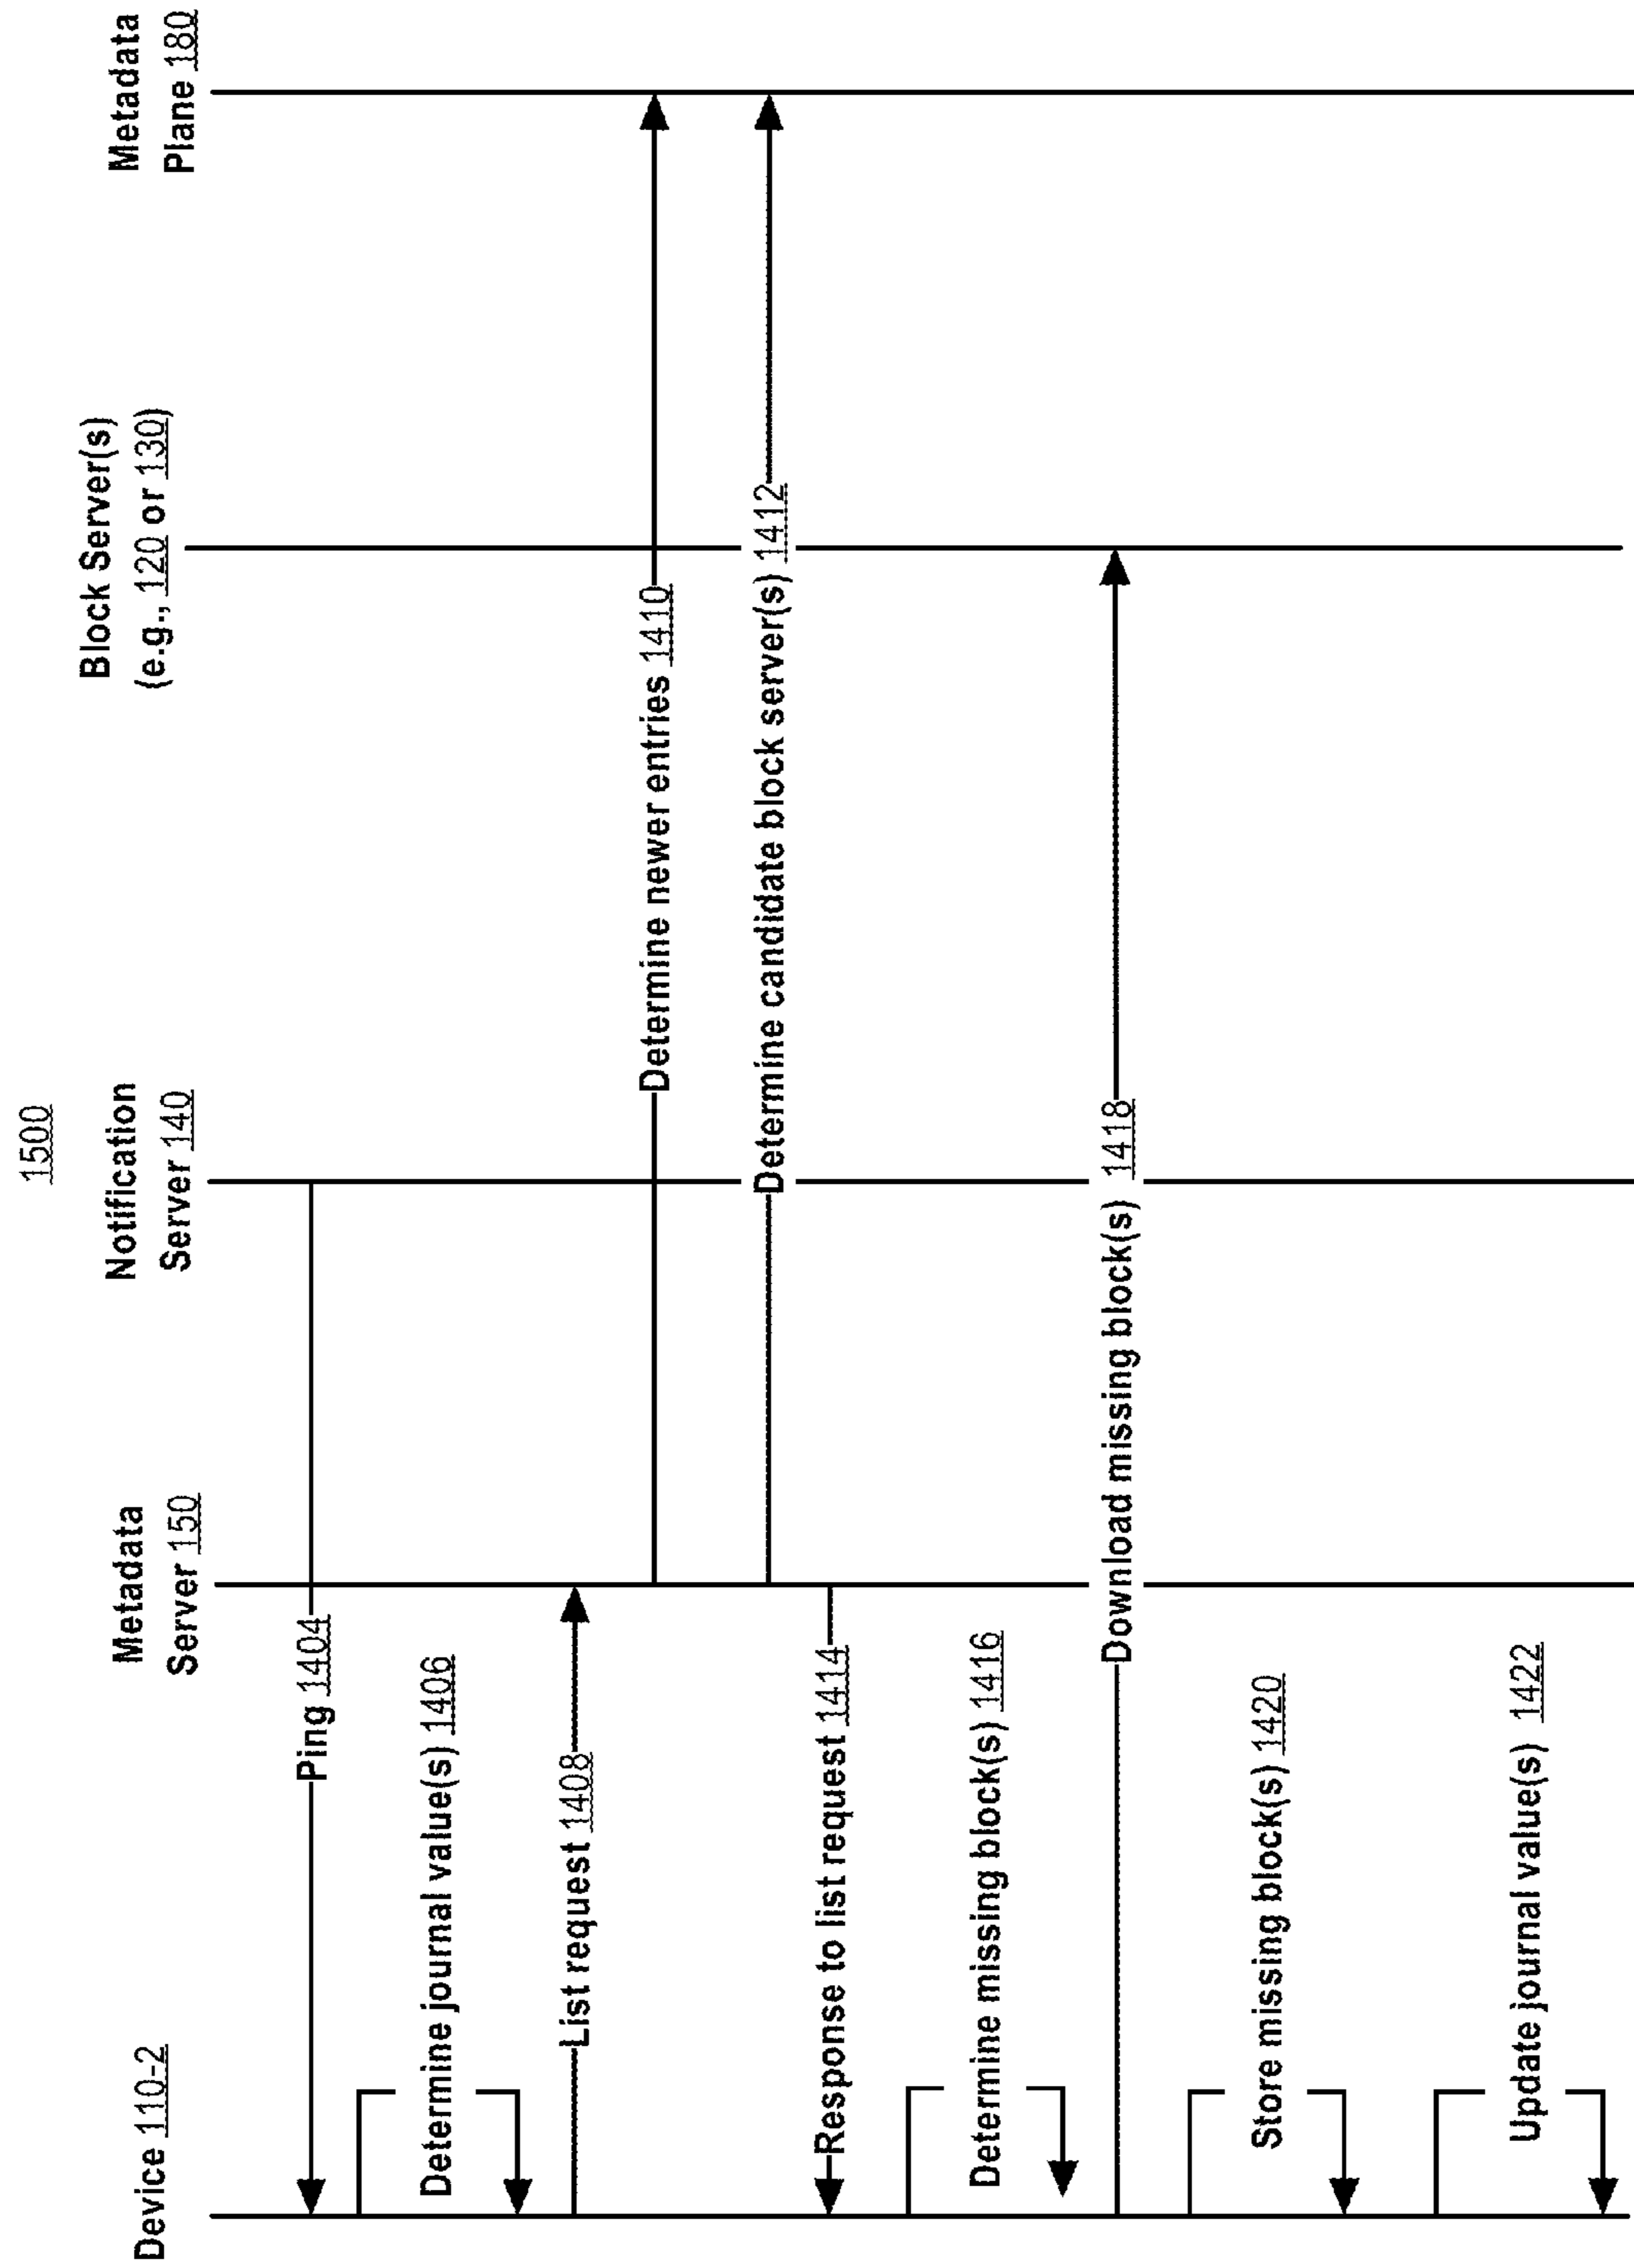 1500
Device 110-2
Metadata
Server 150
Notification
Server 140
Block Server(s)
(e.g., 120 or 130)
Metadata
Plane 180
Ping 1404
Determine journal value(s) 1406
List request 1408
Determine newer entries 1410
Determine candidate block server(s) 1412
Response to list request 1414
Determine missing block(s) 1416
Download missing block(s) 1418
Store missing block(s) 1420
Update journal value(s) 1422